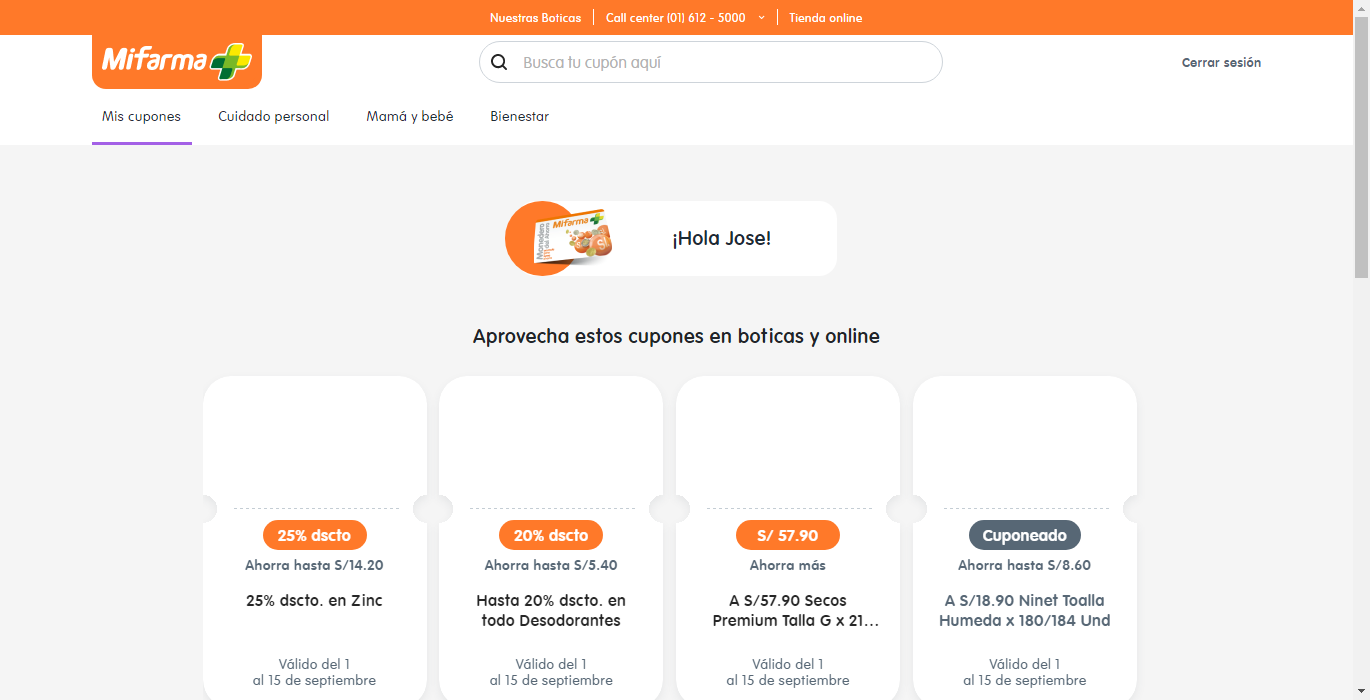 Nuestras Boticas
Call center (01) 612 - 5000
Tienda online
Mifarma
Busca tu cupón aquí
Cerrar sesión
Mis cupones
Cuidado personal
Mamá y bebé
Bienestar
Monedero
del Ahorro
Mifarma
¡Hola Jose!
Aprovecha estos cupones en boticas y online
25% dscto
Ahorra hasta S/14.20
25% dscto. en Zinc
Válido del 1
al 15 de septiembre
20% dscto
Ahorra hasta S/5.40
Hasta 20% dscto. en
todo Desodorantes
Válido del 1
al 15 de septiembre
S/ 57.90
Ahorra más
A S/57.90 Secos
Premium Talla G x 21...
Válido del 1
al 15 de septiembre
Cuponeado
Ahorra hasta S/8.60
A S/18.90 Ninet Toalla
Humeda x 180/184 Und
Válido del 1
al 15 de septiembre